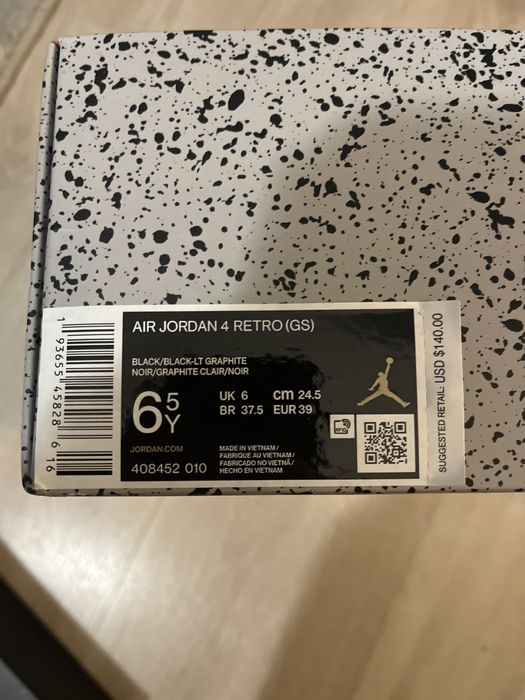 AIR JORDAN 4 RETRO (GS)
BLACK/BLACK-LT GRAPHITE
NOIR/GRAPHITE CLAIR/NOIR
6 5 Y
UK 6 cm 24.5
BR 37.5 EUR 39
JORDAN.COM
408452 010
MADE IN VIETNAM /
FABRIQUE AU VIETNAM /
FABRICADO NO VIETNÃ /
HECHO EN VIETNAM
1 93655 45828 6 16
SUGGESTED RETAIL: USD $140.00